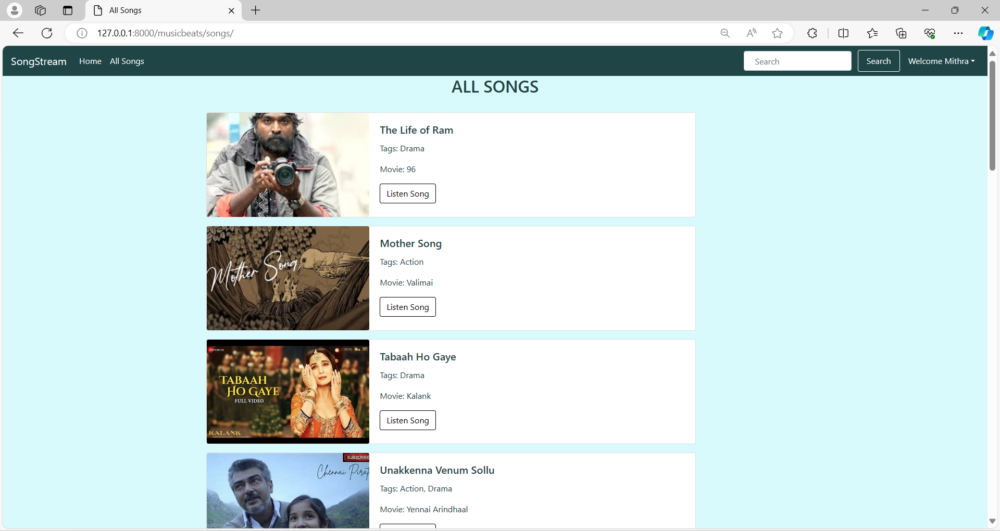 All Songs
127.0.0.1:8000/musicbeats/songs/
SongStream Home All Songs Search Search Welcome Mithra
ALL SONGS
The Life of Ram
Tags: Drama
Movie: 96
Listen Song
Mother Song
Mother Song
Tags: Action
Movie: Valimai
Listen Song
TABAAH
HO GAYE
FULL VIDEO
KALANK
Tabaah Ho Gaye
Tags: Drama
Movie: Kalank
Listen Song
SUBSCRIBE
Chennai Pirat
Unakkenna Venum Sollu
Tags: Action, Drama
Movie: Yennai Arindhaal